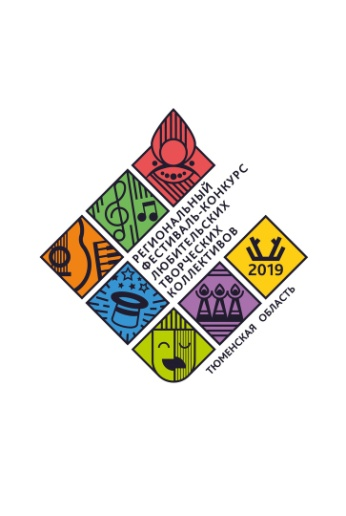 РЕГИОНАЛЬНЫЙ
ФЕСТИВАЛЬ-КОНКУРС
ЛЮБИТЕЛЬСКИХ
ТВОРЧЕСКИХ
КОЛЛЕКТИВОВ
2019
ТЮМЕНСКАЯ ОБЛАСТЬ